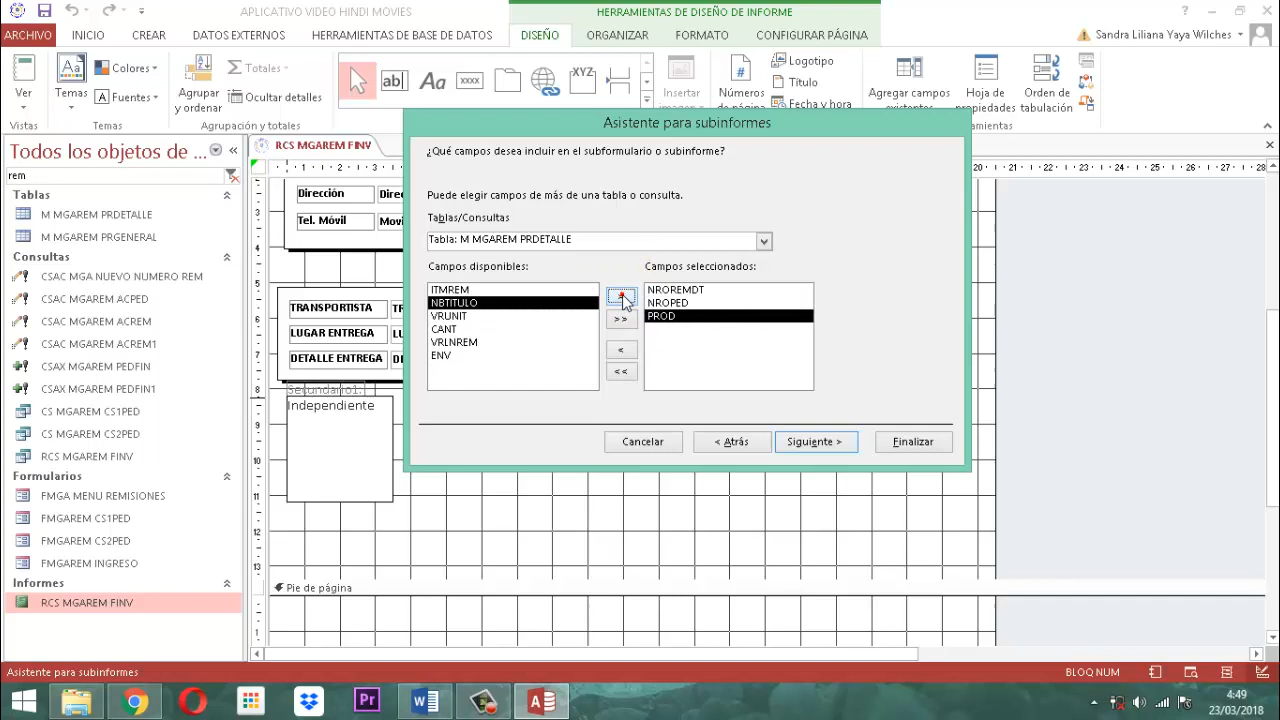 APLICATIVO VIDEO HINDI MOVIES
HERRAMIENTAS DE DISEÑO DE INFORME
ARCHIVO INICIO CREAR DATOS EXTERNOS HERRAMIENTAS DE BASE DE DATOS DISEÑO ORGANIZAR FORMATO CONFIGURAR PÁGINA Sandra Liliana Yaya Wilches
Ver
Vistas
Temas
Colores
Fuentes
Temas
Agrupar y ordenar
Totales
Ocultar detalles
Agrupación y totales
ab|
Aa
xxxx
XYZ
Insertar imagen
Números de página
Logotipo
Título
Fecha y hora
Agregar campos existentes
Hoja de propiedades
Orden de tabulación
Todos los objetos de ...
rem
Tablas
M MGAREM PRDETALLE
M MGAREM PRGENERAL
Consultas
CSAC MGA NUEVO NUMERO REM
CSAC MGAREM ACPED
CSAC MGAREM ACREM
CSAC MGAREM ACREM1
CSAX MGAREM PEDFIN
CSAX MGAREM PEDFIN1
CS MGAREM CS1PED
CS MGAREM CS2PED
RCS MGAREM FINV
Formularios
FMGA MENU REMISIONES
FMGAREM CS1PED
FMGAREM CS2PED
FMGAREM INGRESO
Informes
RCS MGAREM FINV
RCS MGAREM FINV
Dirección
Tel. Móvil
TRANSPORTISTA
LUGAR ENTREGA
DETALLE ENTREGA
Independiente
Pie de página
Asistente para subinformes
¿Qué campos desea incluir en el subformulario o subinforme?
Puede elegir campos de más de una tabla o consulta.
Tablas/Consultas
Tabla: M MGAREM PRDETALLE
Campos disponibles:
ITMREM
NBTITULO
VRUNIT
CANT
VRLNREM
ENV
>>
<
<<
Campos seleccionados:
NROREMDT
NROPED
PROD
Cancelar < Atrás Siguiente > Finalizar
Asistente para subinformes
BLOQ NUM
Pr
4:49
23/03/2018